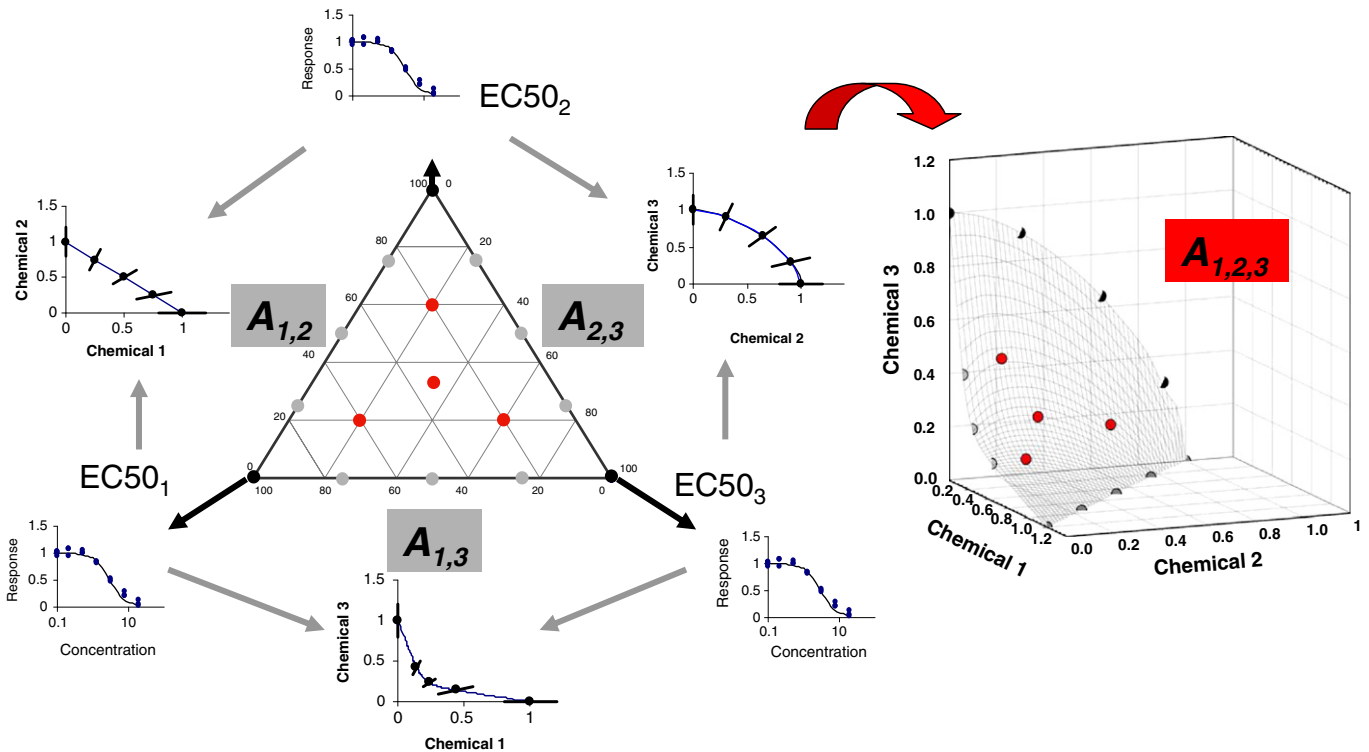 1.5
1
0.5
0
Response
EC50₂
1.5
1
0.5
0
Chemical 2
0 0.5 1
Chemical 1
A1,2
100 0
80 20
60 40
40 60
20 80
0 100
100 80 60 40 20 0
A2,3
1.5
1
0.5
0
Chemical 3
0 0.5 1
Chemical 2
EC50₁
EC50₃
A1,3
1.5
1
0.5
0
Response
0.1 10
Concentration
1.5
1
0.5
0
Chemical 3
0 0.5 1
Chemical 1
1.5
1
0.5
0
Response
0.1 10
Concentration
A1,2,3
1.2
1.0
0.8
0.6
0.4
0.2
0.0
Chemical 3
0.2 0.4 0.6 0.8 1.0 1.2
Chemical 1
0.0 0.2 0.4 0.6 0.8 1.0 1
Chemical 2